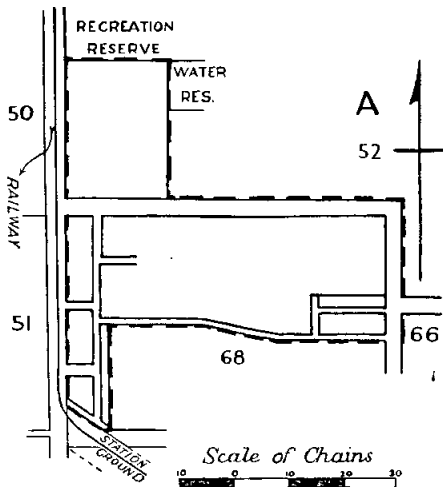 RECREATION
RESERVE
WATER
RES.
50
A
52
RAILWAY
51
66
68
STATION
GROUND
Scale of Chains
10 0 10 20 30